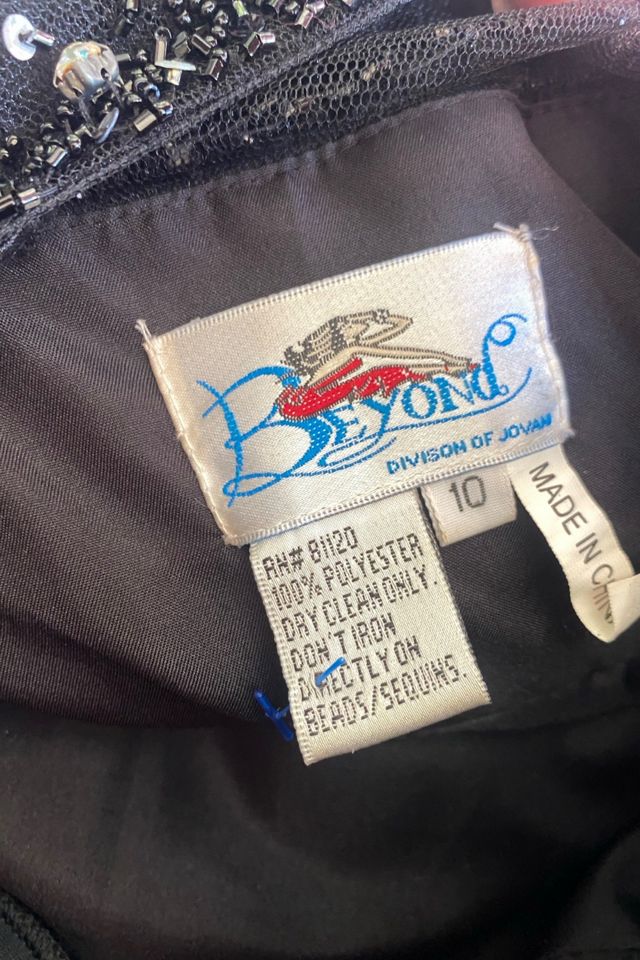 BEYOND
DIVISON OF JOVAN
10
MADE IN CHIN
RN# 81120
100% POLYESTER
DRY CLEAN ONLY.
DON'T IRON
DIRECTLY ON
BEADS/SEQUINS.